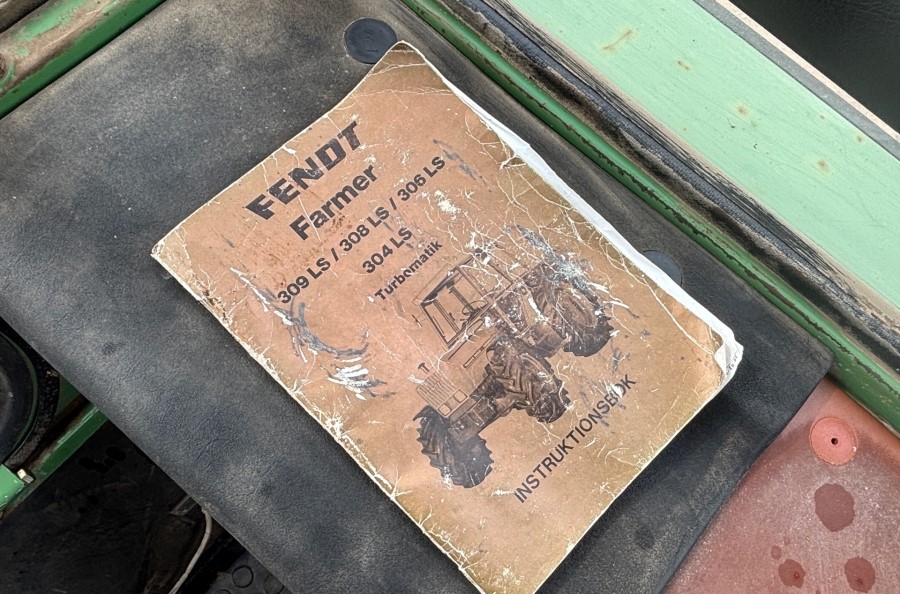 FENDT
Farmer
309 LS / 308 LS / 306 LS
304 LS
Turbomatik
INSTRUKTIONSBOK